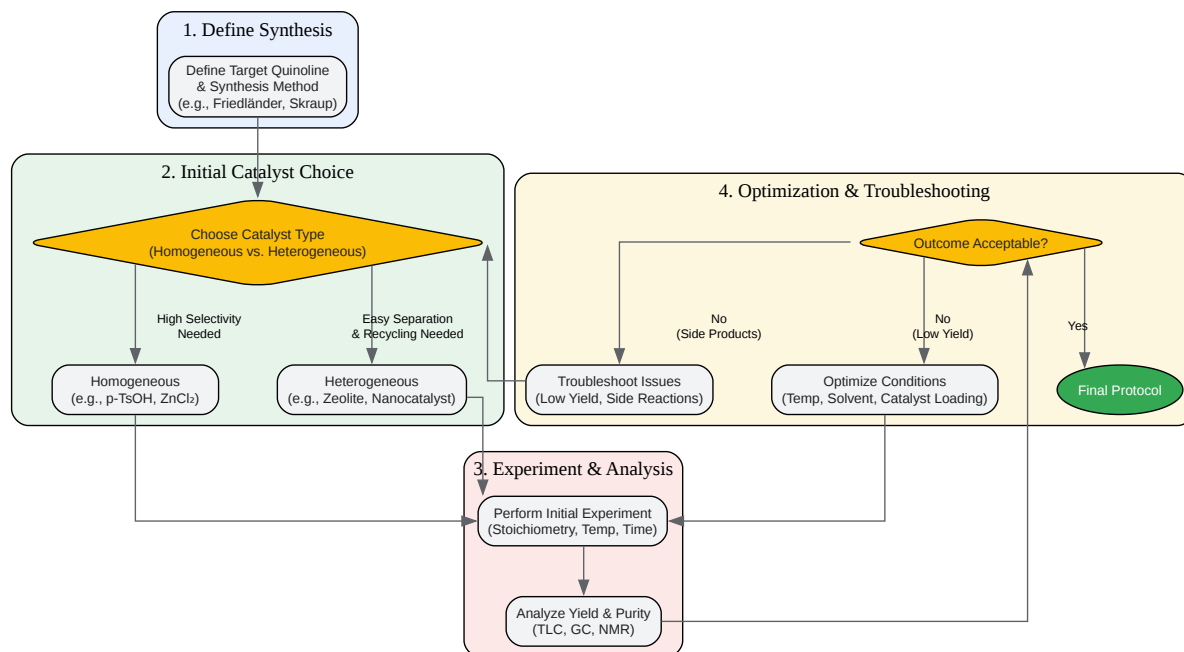 1. Define Synthesis
Define Target Quinoline
& Synthesis Method
(e.g., Friedländer, Skraup)
2. Initial Catalyst Choice
Choose Catalyst Type
(Homogeneous vs. Heterogeneous)
High Selectivity
Needed
Easy Separation
& Recycling Needed
Homogeneous
(e.g., p-TsOH, ZnCl₂)
Heterogeneous
(e.g., Zeolite, Nanocatalyst)
4. Optimization & Troubleshooting
Outcome Acceptable?
No
(Side Products)
No
(Low Yield)
Yes
Troubleshoot Issues
(Low Yield, Side Reactions)
Optimize Conditions
(Temp, Solvent, Catalyst Loading)
Final Protocol
3. Experiment & Analysis
Perform Initial Experiment
(Stoichiometry, Temp, Time)
Analyze Yield & Purity
(TLC, GC, NMR)